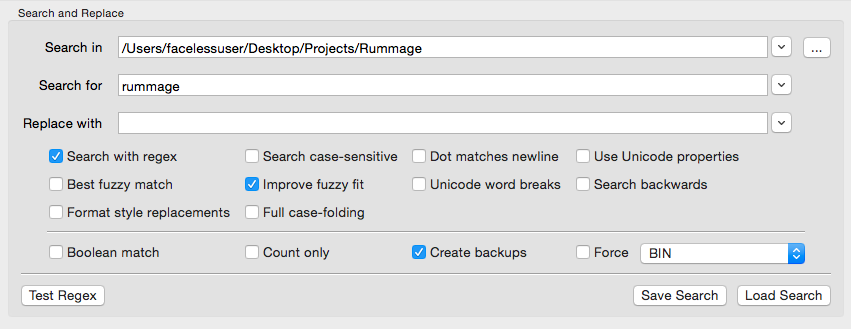 Search and Replace
Search in /Users/facelessuser/Desktop/Projects/Rummage ...
Search for rummage
Replace with
Search with regex Search case-sensitive Dot matches newline Use Unicode properties
Best fuzzy match Improve fuzzy fit Unicode word breaks Search backwards
Format style replacements Full case-folding
Boolean match Count only Create backups Force BIN
Test Regex Save Search Load Search